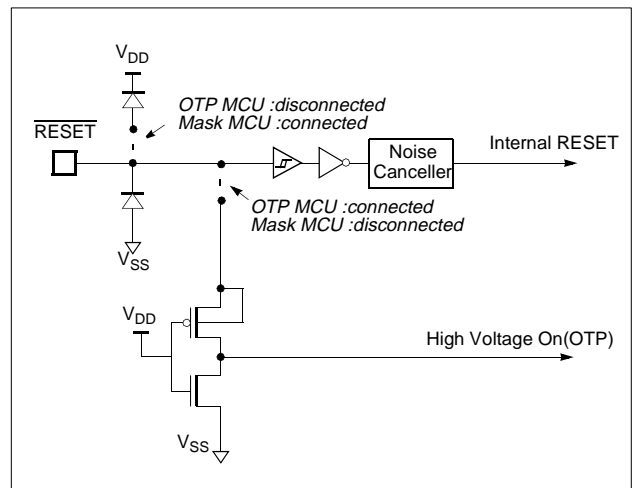 VDD
OTP MCU :disconnected
Mask MCU :connected
RESET
Internal RESET
Noise
Canceller
OTP MCU :connected
Mask MCU :disconnected
VSS
VDD
High Voltage On(OTP)
VSS